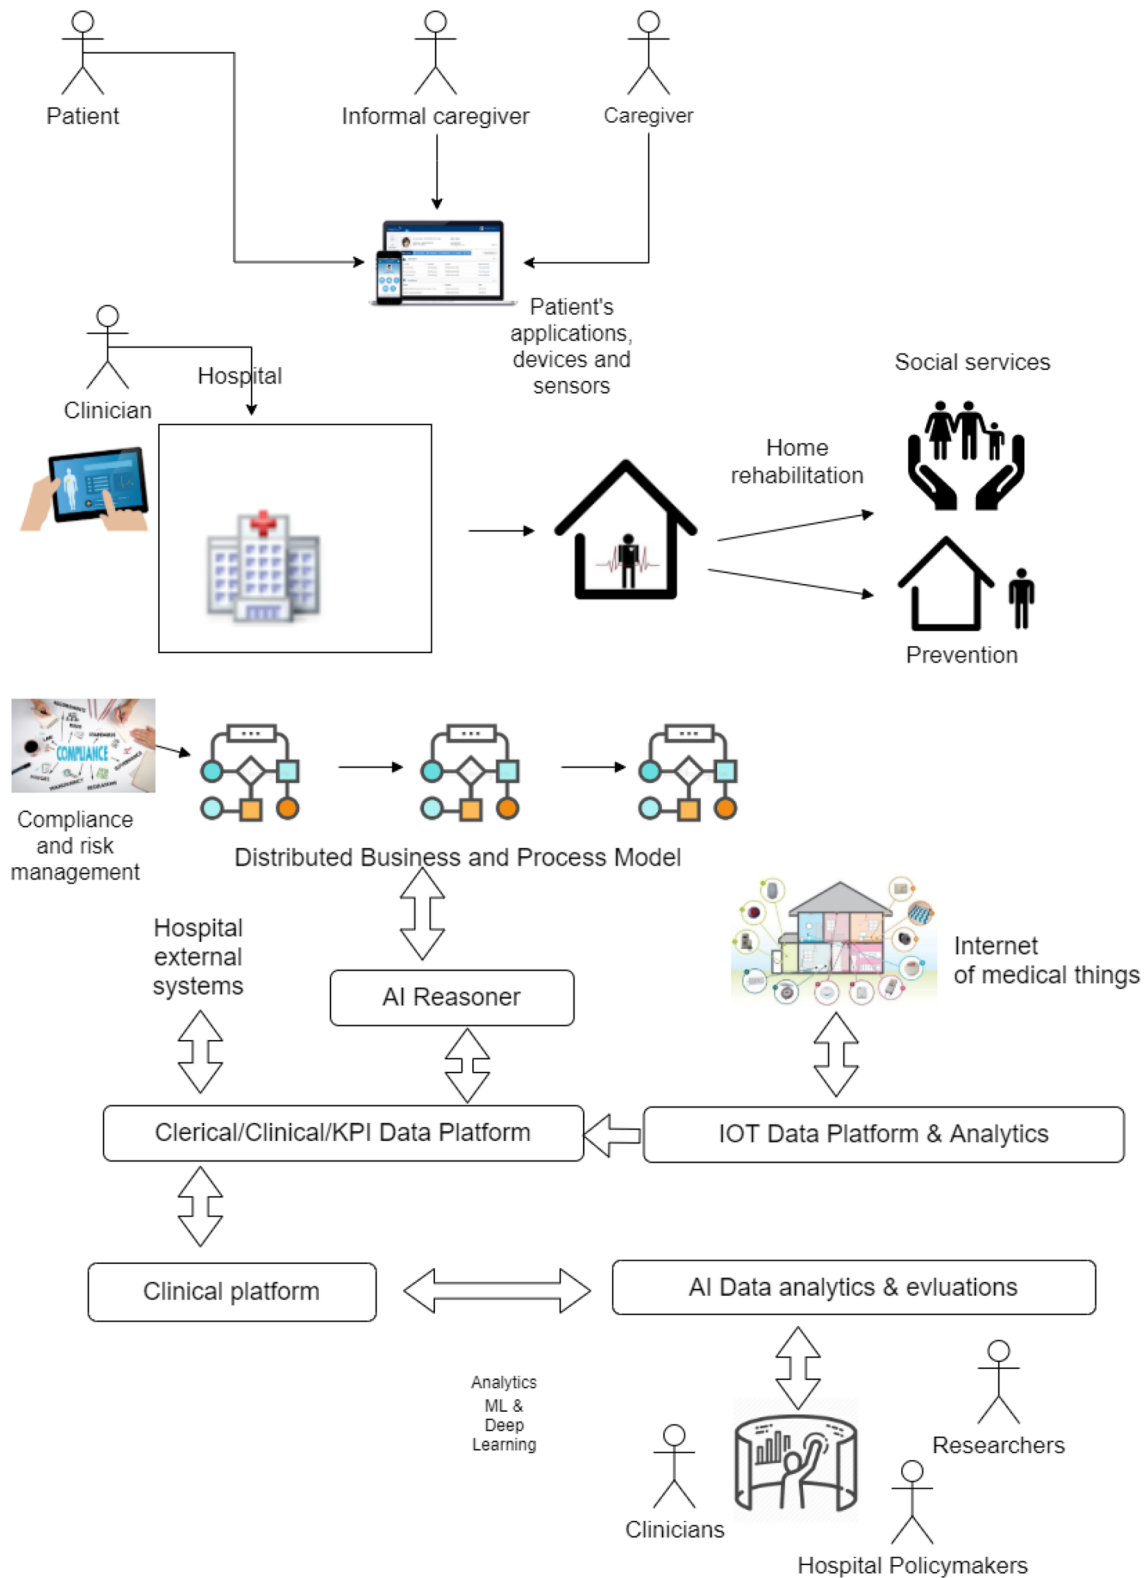 Patient
Informal caregiver
Caregiver
Patient's
applications,
devices and
sensors
Clinician
Hospital
Social services
Home
rehabilitation
Prevention
COMPLIANCE
Compliance
and risk
management
Distributed Business and Process Model
Hospital
external
systems
AI Reasoner
Internet
of medical things
Clerical/Clinical/KPI Data Platform
IOT Data Platform & Analytics
Clinical platform
AI Data analytics & evluations
Analytics
ML &
Deep
Learning
Clinicians
Researchers
Hospital Policymakers